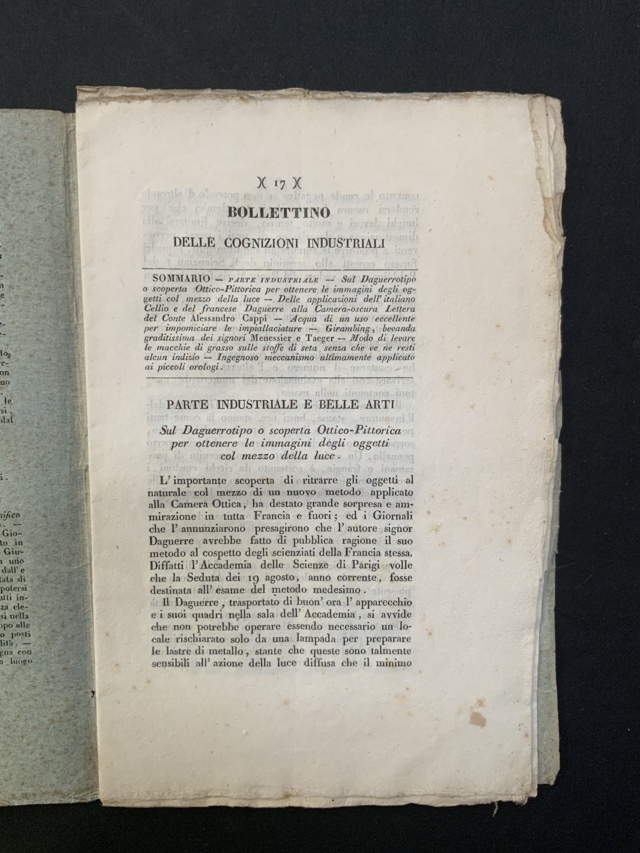 )( 17 )(
BOLLETTINO
DELLE COGNIZIONI INDUSTRIALI
SOMMARIO — PARTE INDUSTRIALE — Sul Daguerrotipo
o scoperta Ottico-Pittorica per ottenere le immagini degli og-
getti col mezzo della luce — Delle applicazioni dell'italiano
Cellio e del francese Daguerre alla Camera-oscura Lettera
del Conte Alessandro Cappi — Acqua di un uso eccellente
per impomiciare le impiallaciature — Girambing, bevanda
graditissima dei signori Menessier e Taeger — Modo di levare
le macchie di grasso sulle stoffe di seta senza che ve ne resti
alcun indizio — Ingegnoso meccanismo ultimamente applicato
ai piccoli orologi.
PARTE INDUSTRIALE E BELLE ARTI
Sul Daguerrotipo o scoperta Ottico-Pittorica
per ottenere le immagini degli oggetti
col mezzo della luce.
L'importante scoperta di ritrarre gli oggetti al
naturale col mezzo di un nuovo metodo applicato
alla Camera Ottica, ha destato grande sorpresa e am-
mirazione in tutta Francia e fuori; ed i Giornali
che l'annunziarono presagirono che l'autore signor
Daguerre avrebbe fatto di pubblica ragione il suo
metodo al cospetto degli scienziati della Francia stessa.
Diffatti l'Accademia delle Scienze di Parigi volle
che la Seduta dei 19 agosto, anno corrente, fosse
destinata all'esame del metodo medesimo.
Il Daguerre, trasportato di buon'ora l'apparecchio
e i suoi quadri nella sala dell'Accademia, si avvide
che non potrebbe operare essendo necessario un lo-
cale rischiarato solo da una lampada per preparare
le lastre di metallo, stante che queste sono talmente
sensibili all'azione della luce diffusa che il minimo